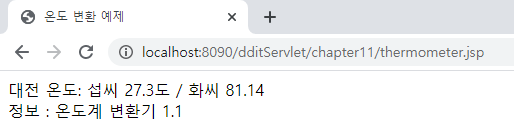 온도 변환 예제
localhost:8090/dditServlet/chapter11/thermometer.jsp
대전 온도: 섭씨 27.3도 / 화씨 81.14
정보 : 온도계 변환기 1.1